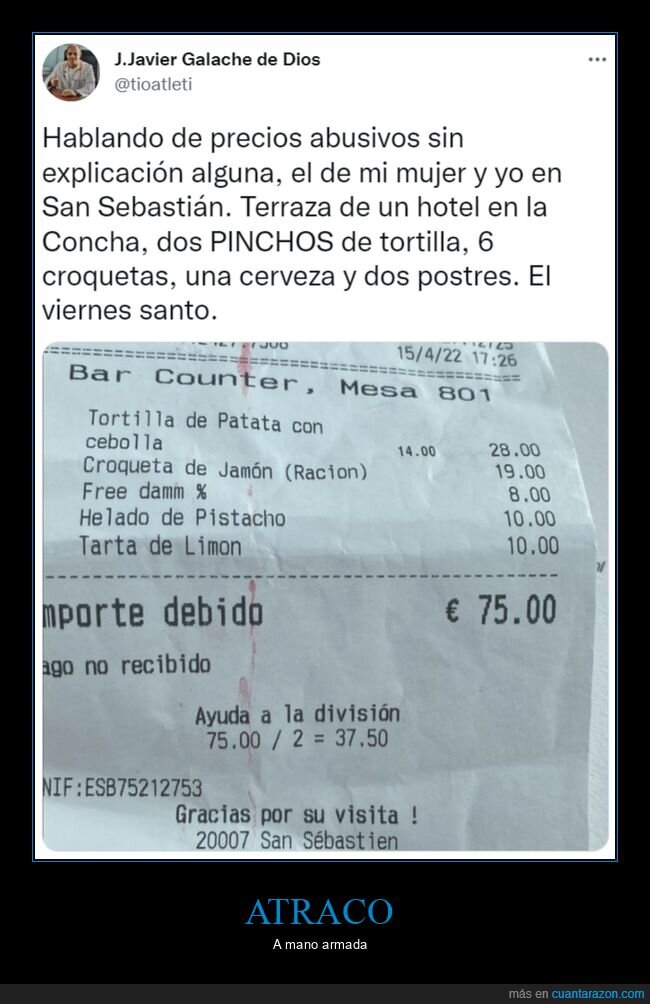 J.Javier Galache de Dios
@tioatleti
Hablando de precios abusivos sin
explicación alguna, el de mi mujer y yo en
San Sebastián. Terraza de un hotel en la
Concha, dos PINCHOS de tortilla, 6
croquetas, una cerveza y dos postres. El
viernes santo.
15/4/22 17:26
Bar Counter, Mesa 801
Tortilla de Patata con
cebolla 14.00 28.00
Croqueta de Jamón (Racion) 19.00
Free damm % 8.00
Helado de Pistacho 10.00
Tarta de Limon 10.00
mporte debido € 75.00
ago no recibido
Ayuda a la división
75.00 / 2 = 37.50
NIF:ESB75212753
Gracias por su visita !
20007 San Sébastien
ATRACO
A mano armada
más en cuantarazon.com